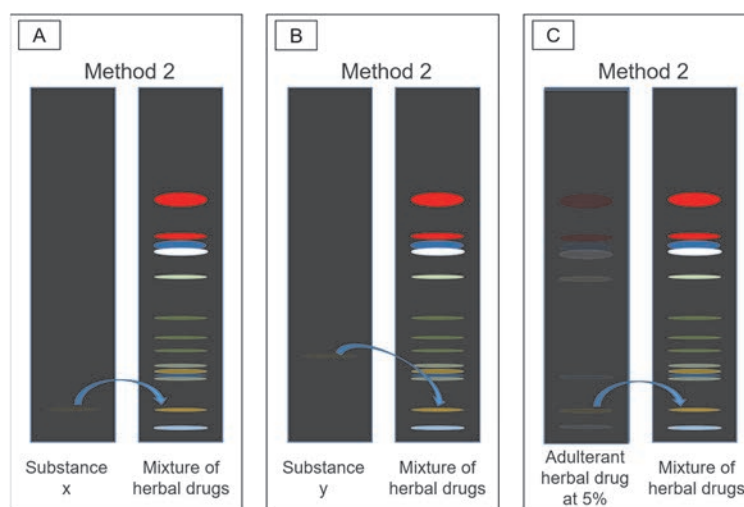 A
Method 2
Substance
x
Mixture of
herbal drugs
B
Method 2
Substance
y
Mixture of
herbal drugs
C
Method 2
Adulterant
herbal drug
at 5%
Mixture of
herbal drugs